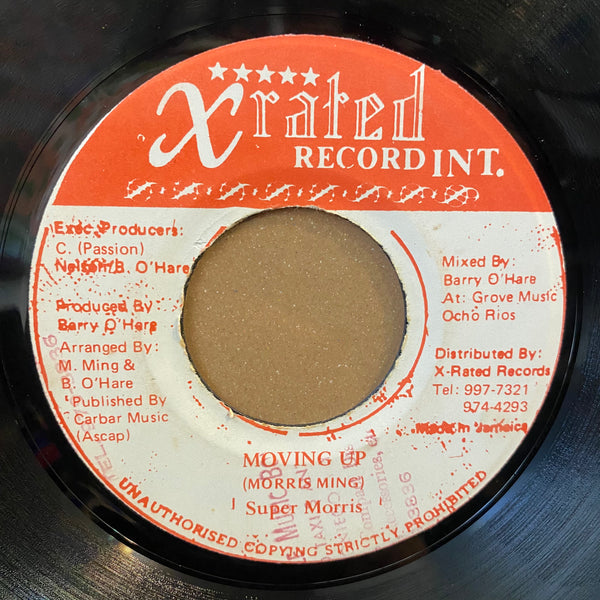 Xrated
RECORD INT.
Exec Producers:
C. (Passion)
Nelson/B. O'Hare
Produced By:
Barry O'Hare
Arranged By:
M. Ming &
B. O'Hare
Published By
Carbar Music
(Ascap)
Mixed By:
Barry O'Hare
At: Grove Music
Ocho Rios
Distributed By:
X-Rated Records
Tel: 997-7321
974-4293
Made In Jamaica
MOVING UP
(MORRIS MING)
Super Morris
UNAUTHORISED COPYING STRICTLY PROHIBITED